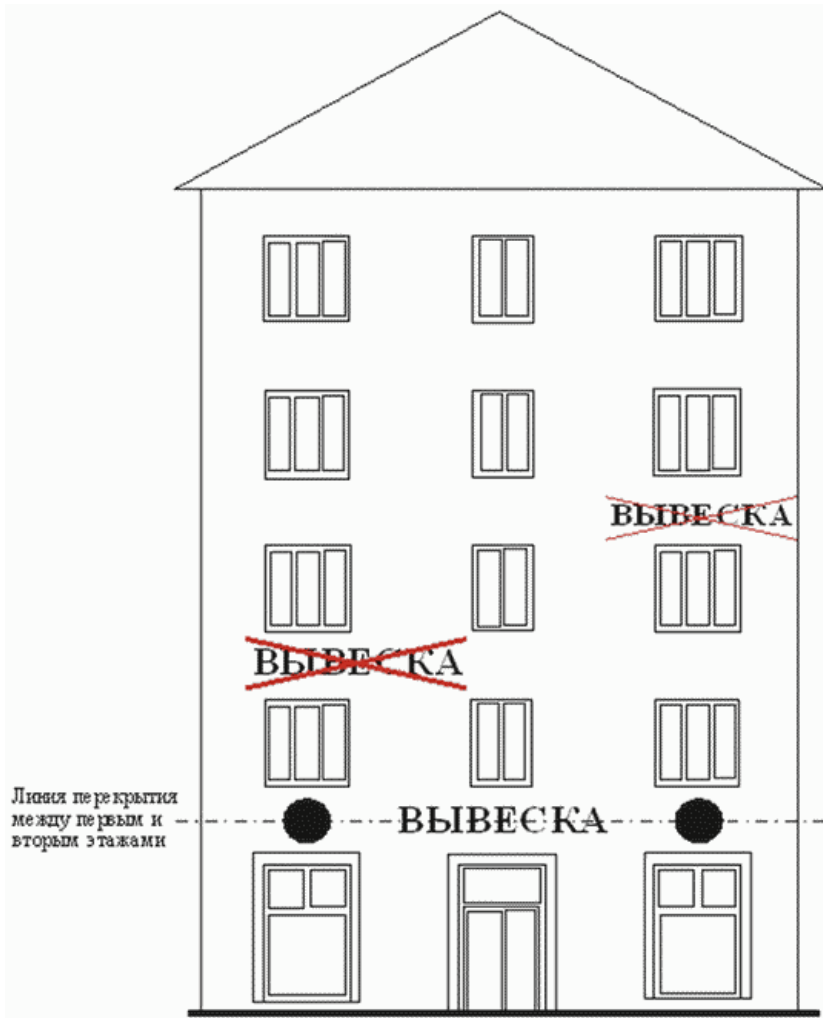 ВЫВЕСКА
ВЫВЕСКА
Линия перекрытия
между первым и
вторым этажами
ВЫВЕСКА